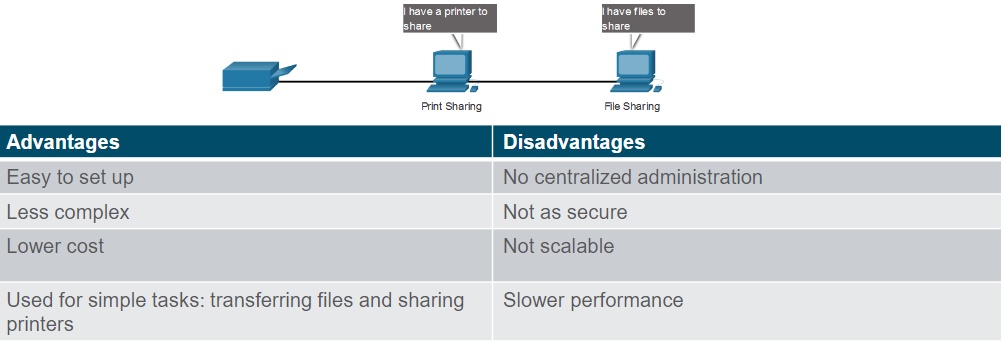 I have a printer to
share
I have files to
share
Print Sharing
File Sharing
Advantages
Disadvantages
Easy to set up
No centralized administration
Less complex
Not as secure
Lower cost
Not scalable
Used for simple tasks: transferring files and sharing
printers
Slower performance